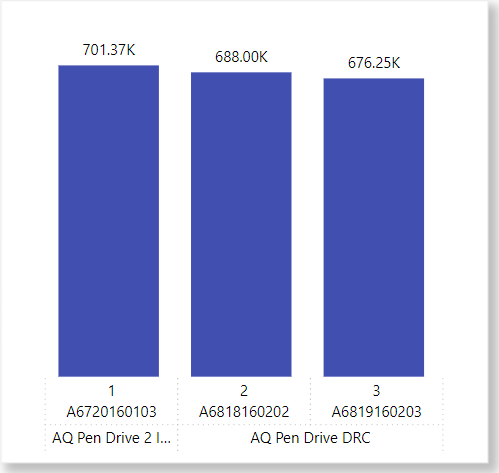 701.37K
688.00K
676.25K
1 2 3
A6720160103 A6818160202 A6819160203
AQ Pen Drive 2 I... AQ Pen Drive DRC